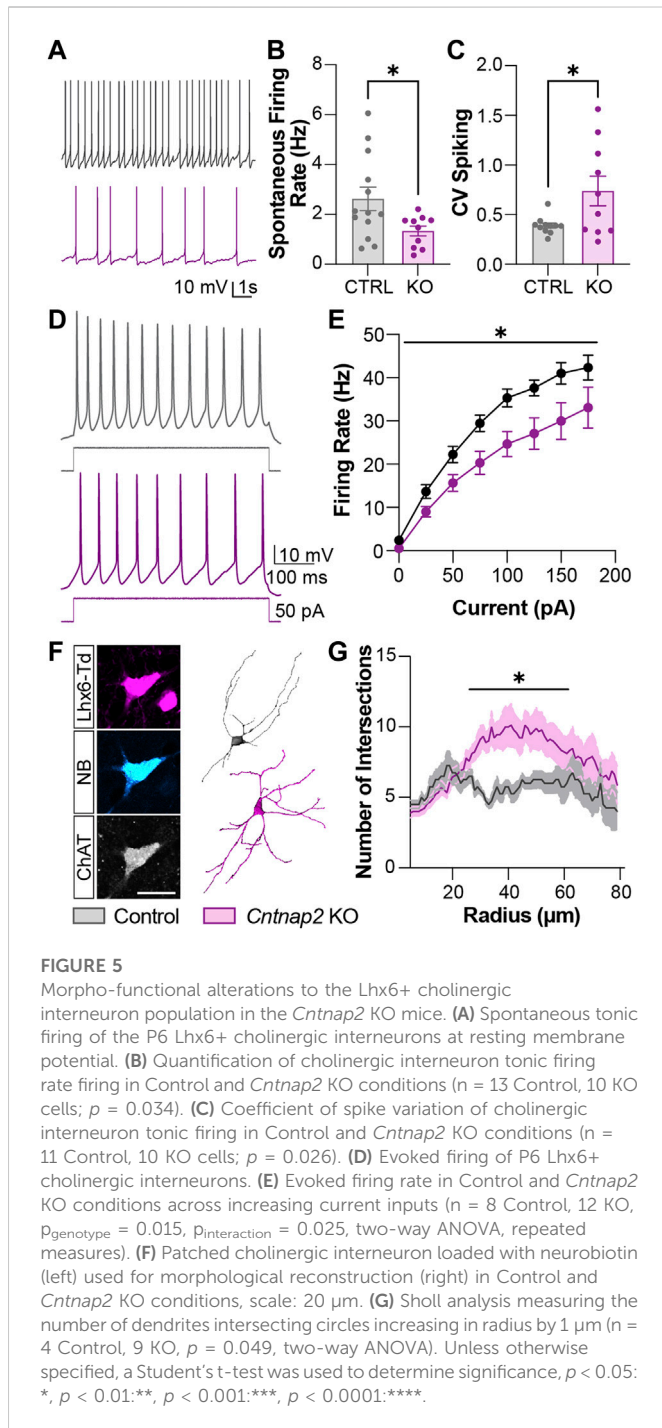 A
10 mV
1s
B
Spontaneous Firing
Rate (Hz)
8
6
4
2
0
*
CTRL
KO
C
CV Spiking
2.0
1.5
1.0
0.5
0.0
*
CTRL
KO
D
10 mV
100 ms
50 pA
E
Firing Rate (Hz)
50
40
30
20
10
0
*
0
50
100
150
200
Current (pA)
F
Lhx6-Td
NB
ChAT
G
Number of Intersections
15
10
5
0
*
20
40
60
80
Radius (µm)
Control
Cntnap2 KO
FIGURE 5
Morpho-functional alterations to the Lhx6+ cholinergic
interneuron population in the Cntnap2 KO mice. (A) Spontaneous tonic
firing of the P6 Lhx6+ cholinergic interneurons at resting membrane
potential. (B) Quantification of cholinergic interneuron tonic firing
rate firing in Control and Cntnap2 KO conditions (n = 13 Control, 10 KO
cells; p = 0.034). (C) Coefficient of spike variation of cholinergic
interneuron tonic firing in Control and Cntnap2 KO conditions (n =
11 Control, 10 KO cells; p = 0.026). (D) Evoked firing of P6 Lhx6+
cholinergic interneurons. (E) Evoked firing rate in Control and Cntnap2
KO conditions across increasing current inputs (n = 8 Control, 12 KO,
pgenotype = 0.015, pinteraction = 0.025, two-way ANOVA, repeated
measures). (F) Patched cholinergic interneuron loaded with neurobiotin
(left) used for morphological reconstruction (right) in Control and
Cntnap2 KO conditions, scale: 20 µm. (G) Sholl analysis measuring the
number of dendrites intersecting circles increasing in radius by 1 µm (n =
4 Control, 9 KO, p = 0.049, two-way ANOVA). Unless otherwise
specified, a Student's t-test was used to determine significance, p < 0.05:
*, p < 0.01:**, p < 0.001:***, p < 0.0001:****.